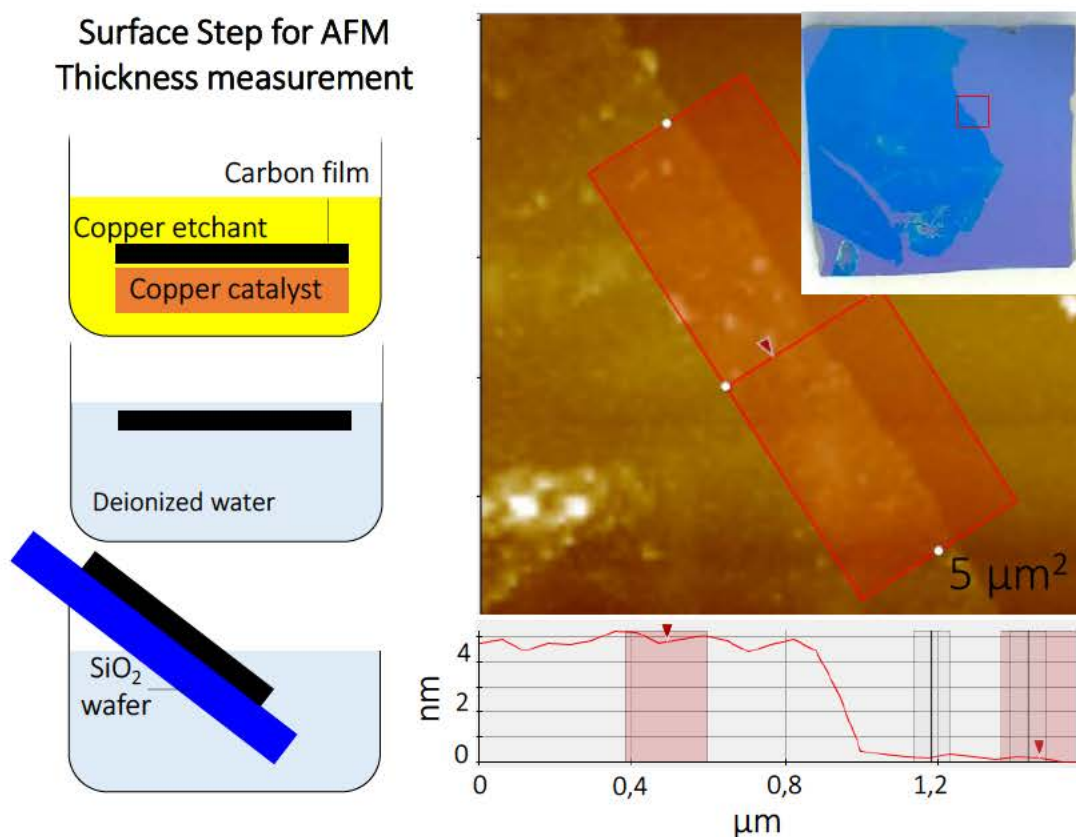 Surface Step for AFM
Thickness measurement
Carbon film
Copper etchant
Copper catalyst
Deionized water
SiO₂
wafer
5 µm²
nm
4
2
0
0
0,4
0,8
1,2
µm